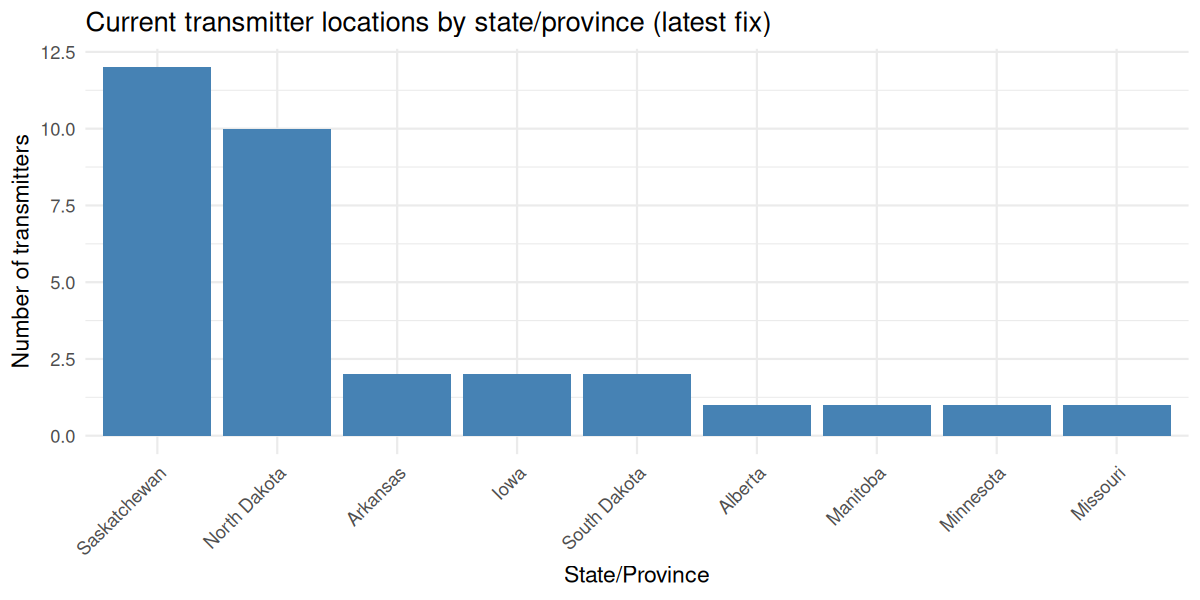 Current transmitter locations by state/province (latest fix)
Number of transmitters
12.5
10.0
7.5
5.0
2.5
0.0
Saskatchewan
North Dakota
Arkansas
Iowa
South Dakota
Alberta
Manitoba
Minnesota
Missouri
State/Province